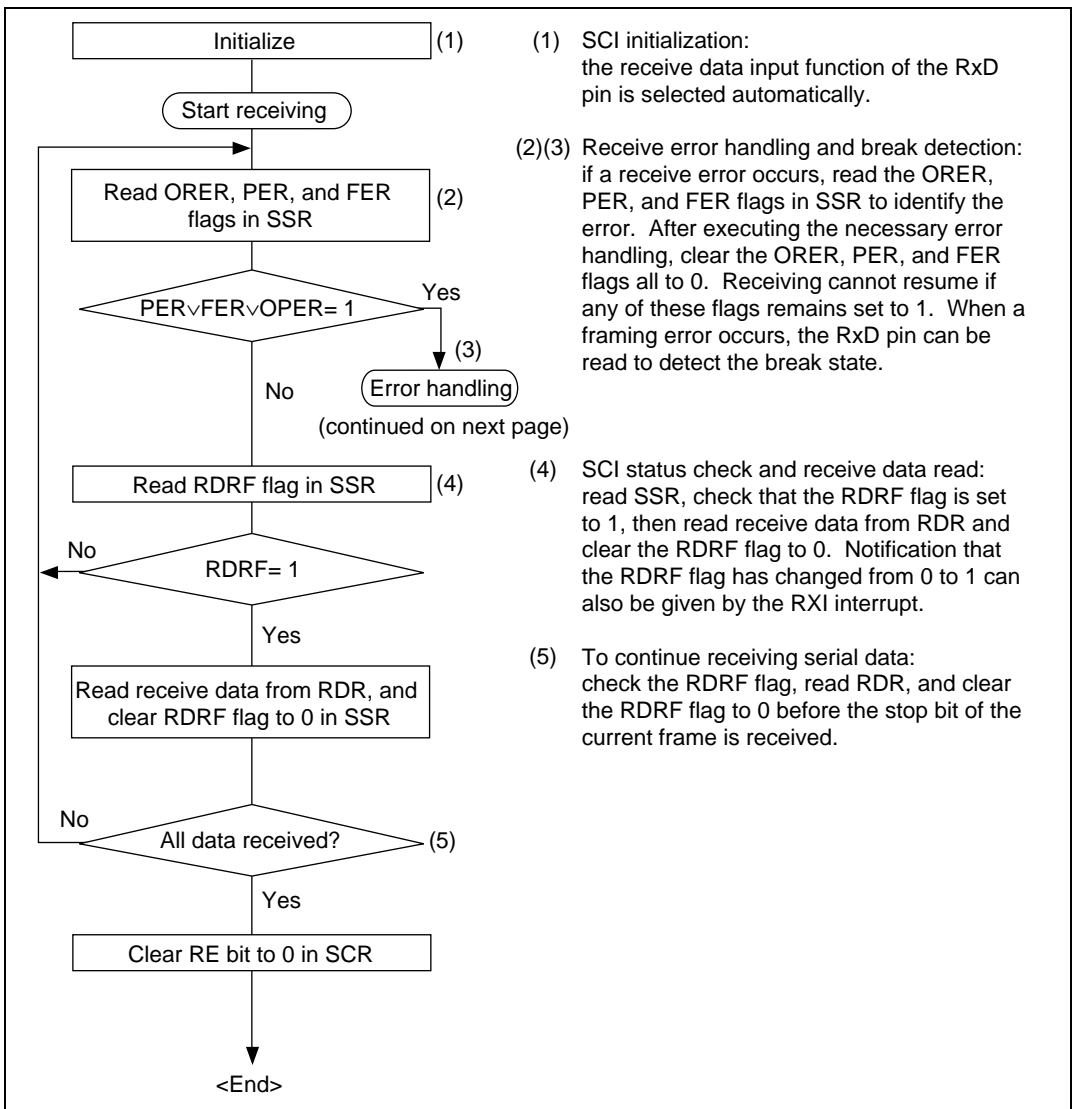 Initialize
(1)
Start receiving
Read ORER, PER, and FER
flags in SSR
(2)
PER∨FER∨OPER= 1
Yes
(3)
Error handling
(continued on next page)
No
Read RDRF flag in SSR
(4)
No
RDRF= 1
Yes
Read receive data from RDR, and
clear RDRF flag to 0 in SSR
No
All data received?
(5)
Yes
Clear RE bit to 0 in SCR
<End>
(1) SCI initialization:
the receive data input function of the RxD
pin is selected automatically.
(2)(3) Receive error handling and break detection:
if a receive error occurs, read the ORER,
PER, and FER flags in SSR to identify the
error. After executing the necessary error
handling, clear the ORER, PER, and FER
flags all to 0. Receiving cannot resume if
any of these flags remains set to 1. When a
framing error occurs, the RxD pin can be
read to detect the break state.
(4) SCI status check and receive data read:
read SSR, check that the RDRF flag is set
to 1, then read receive data from RDR and
clear the RDRF flag to 0. Notification that
the RDRF flag has changed from 0 to 1 can
also be given by the RXI interrupt.
(5) To continue receiving serial data:
check the RDRF flag, read RDR, and clear
the RDRF flag to 0 before the stop bit of the
current frame is received.